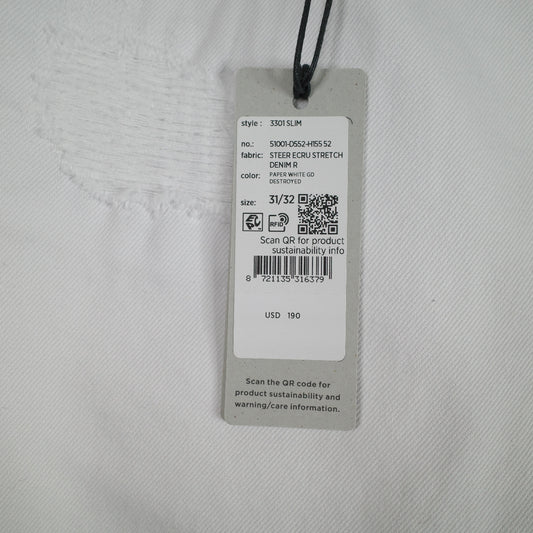 style : 3301 SLIM
no.: 51001-D552-H155 52
fabric: STEER ECRU STRETCH
DENIM R
color: PAPER WHITE GD
DESTROYED
size: 31/32
RFID
Scan QR for product
sustainability info
8 721135 316379
USD 190
Scan the QR code for
product sustainability and
warning/care information.